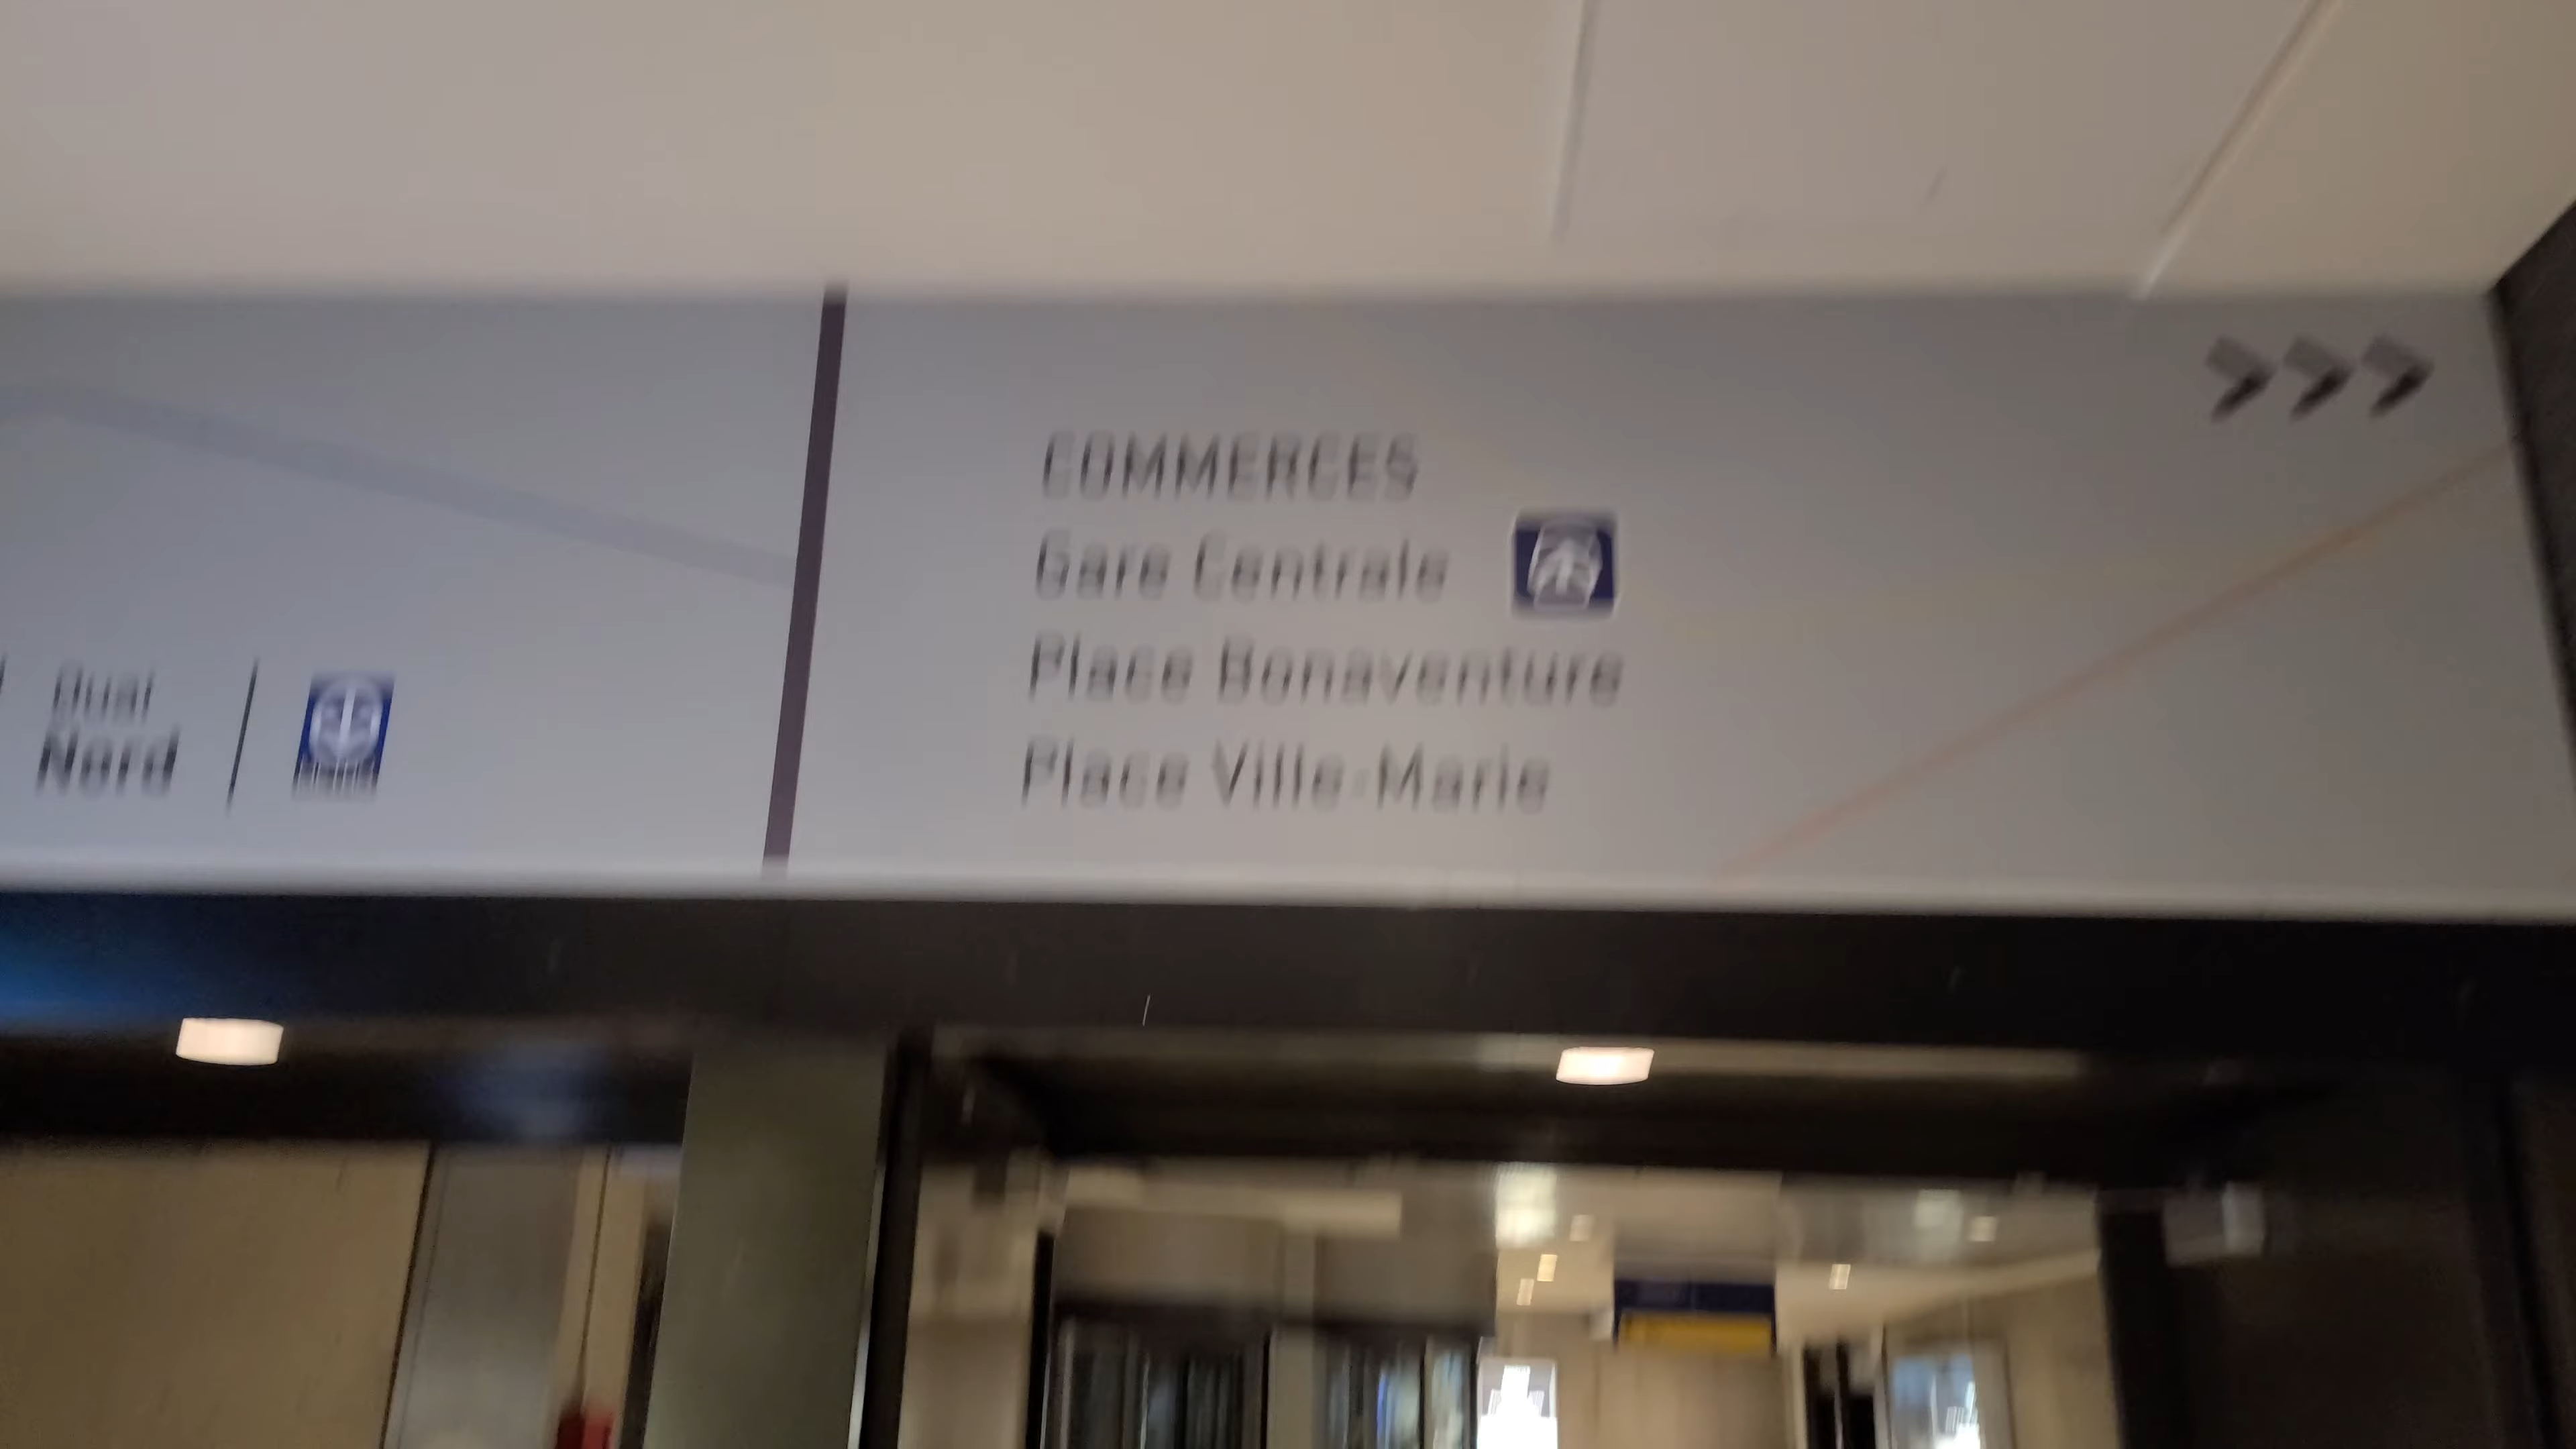 Quai
Nord
COMMERCES
Gare Centrale
Place Bonaventure
Place Ville-Marie